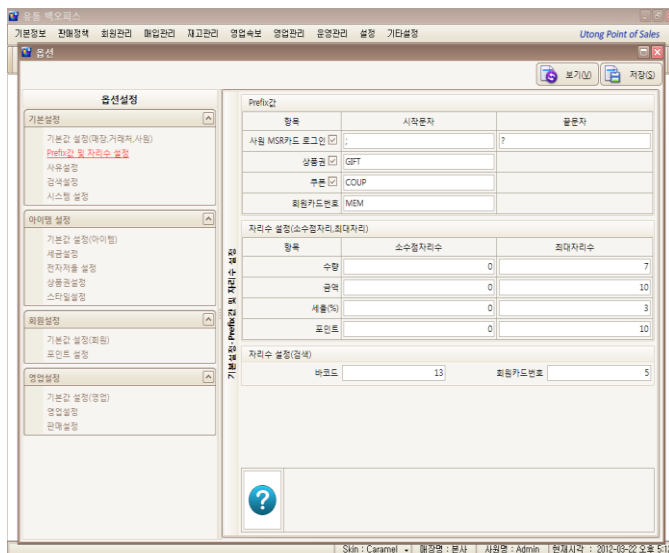 유통 백오피스
기본정보 판매정책 회원관리 매입관리 재고관리 영업속보 영업관리 운영관리 설정 기타설정 Utong Point of Sales
옵션
보기(V) 저장(S)
옵션설정
기본설정
기본값 설정(매장,거래처,사원)
Prefix값 및 자리수 설정
사유설정
검색설정
시스템 설정
아이템 설정
기본값 설정(아이템)
세금설정
전자저울 설정
상품권설정
스타일설정
회원설정
기본값 설정(회원)
포인트 설정
영업설정
기본값 설정(영업)
영업설정
판매설정
기본설정-Prefix값 및 자리수 설정
Prefix값
항목 시작문자 끝문자
사원 MSR카드 로그인 ; ?
상품권 GIFT
쿠폰 COUP
회원카드번호 MEM
자리수 설정(소수점자리,최대자리)
항목 소수점자리수 최대자리수
수량 0 7
금액 0 10
세율(%) 0 3
포인트 0 10
자리수 설정(검색)
바코드 13 회원카드번호 5
?
Skin : Caramel 매장명 : 본사 사원명 : Admin 현재시각 : 2012-03-22 오후 5:1